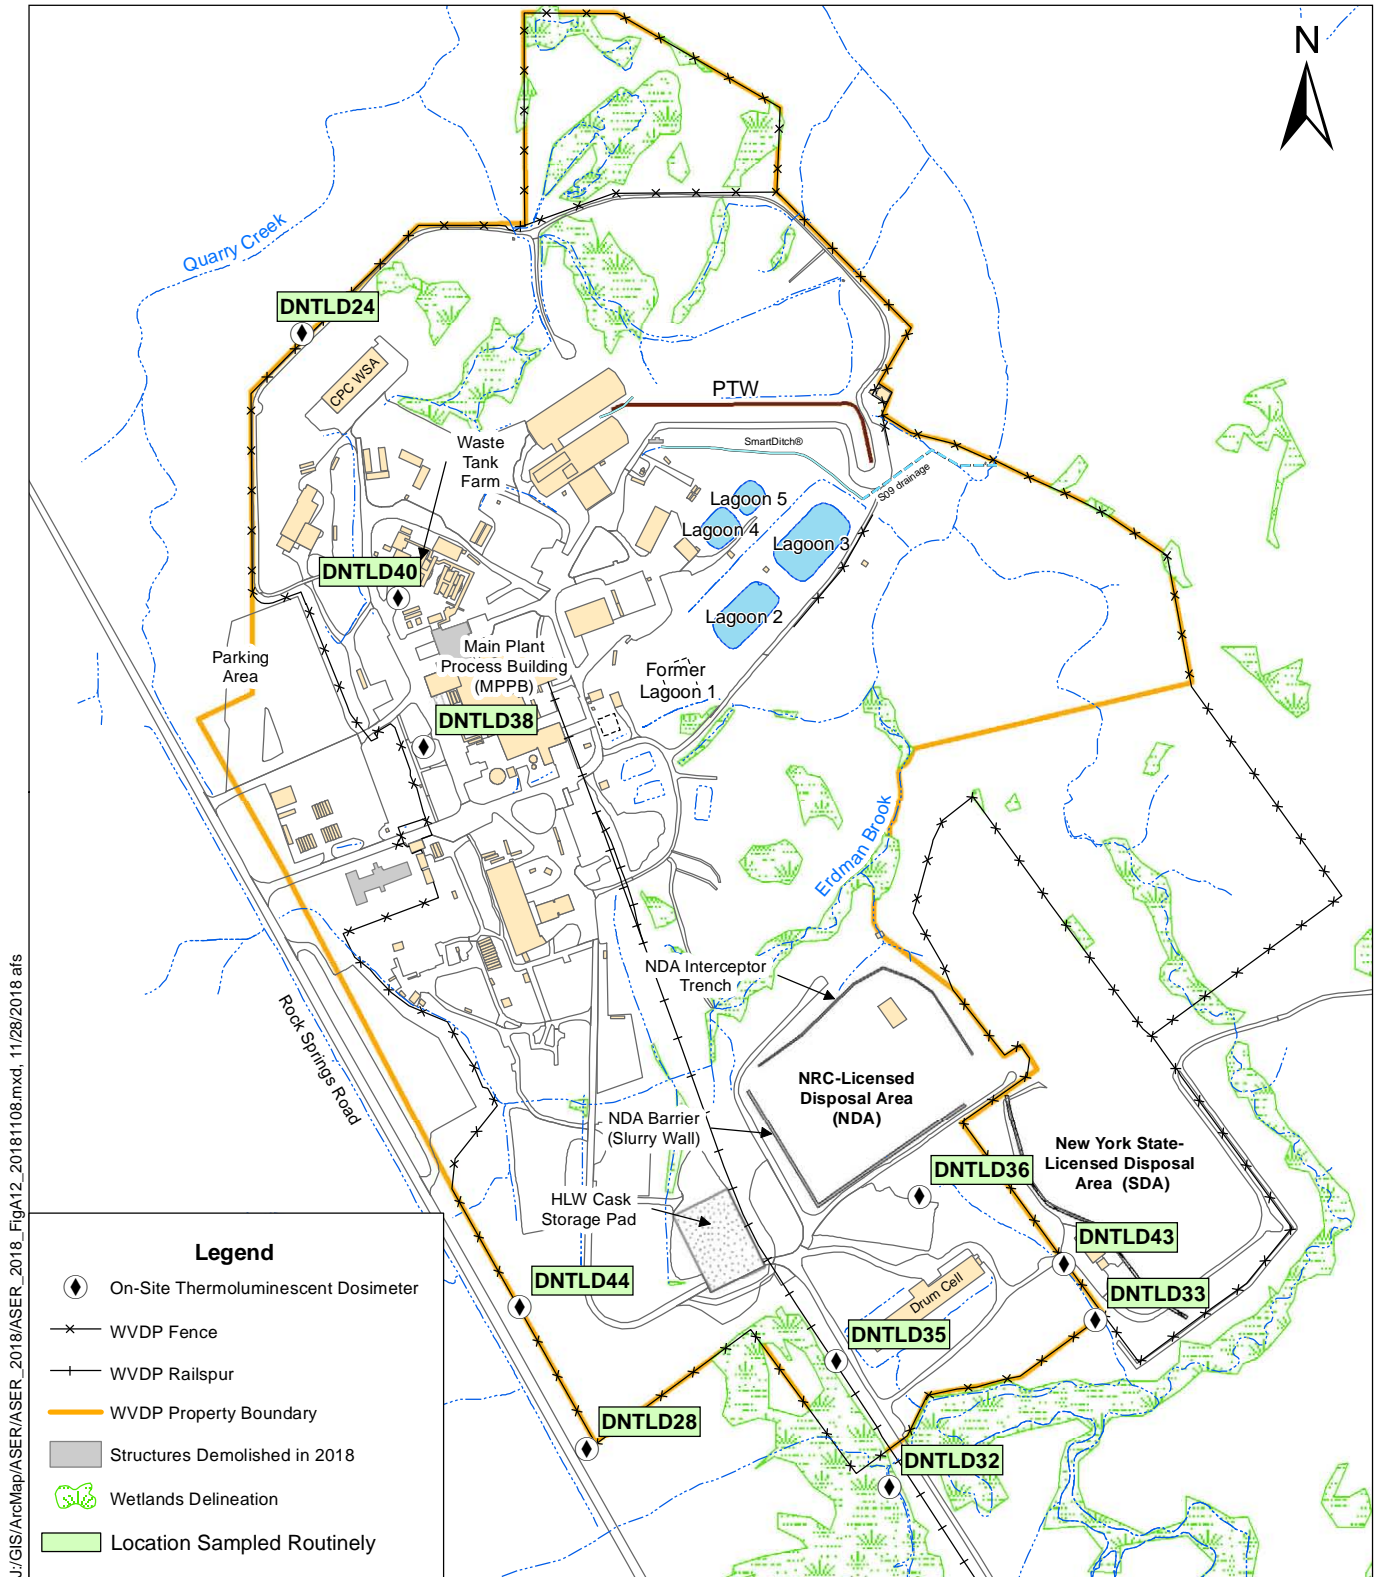 N
Quarry Creek
DNTLD24
CPC WSA
PTW
Waste
Tank
Farm
SmartDitch®
S09 drainage
Lagoon 5
Lagoon 4
Lagoon 3
DNTLD40
Lagoon 2
Main Plant
Process Building
(MPPB)
Parking
Area
Former
Lagoon 1
DNTLD38
Erdman Brook
NDA Interceptor
Trench
Rock Springs Road
NRC-Licensed
Disposal Area
(NDA)
NDA Barrier
(Slurry Wall)
New York State-
Licensed Disposal
Area (SDA)
DNTLD36
HLW Cask
Storage Pad
DNTLD43
DNTLD44
DNTLD33
Drum Cell
DNTLD35
DNTLD28
DNTLD32
Legend
On-Site Thermoluminescent Dosimeter
WVDP Fence
WVDP Railspur
WVDP Property Boundary
Structures Demolished in 2018
Wetlands Delineation
Location Sampled Routinely
J:/GIS/ArcMap/ASER/ASER_2018/ASER_2018_FigA12_20181108.mxd, 11/28/2018 afs